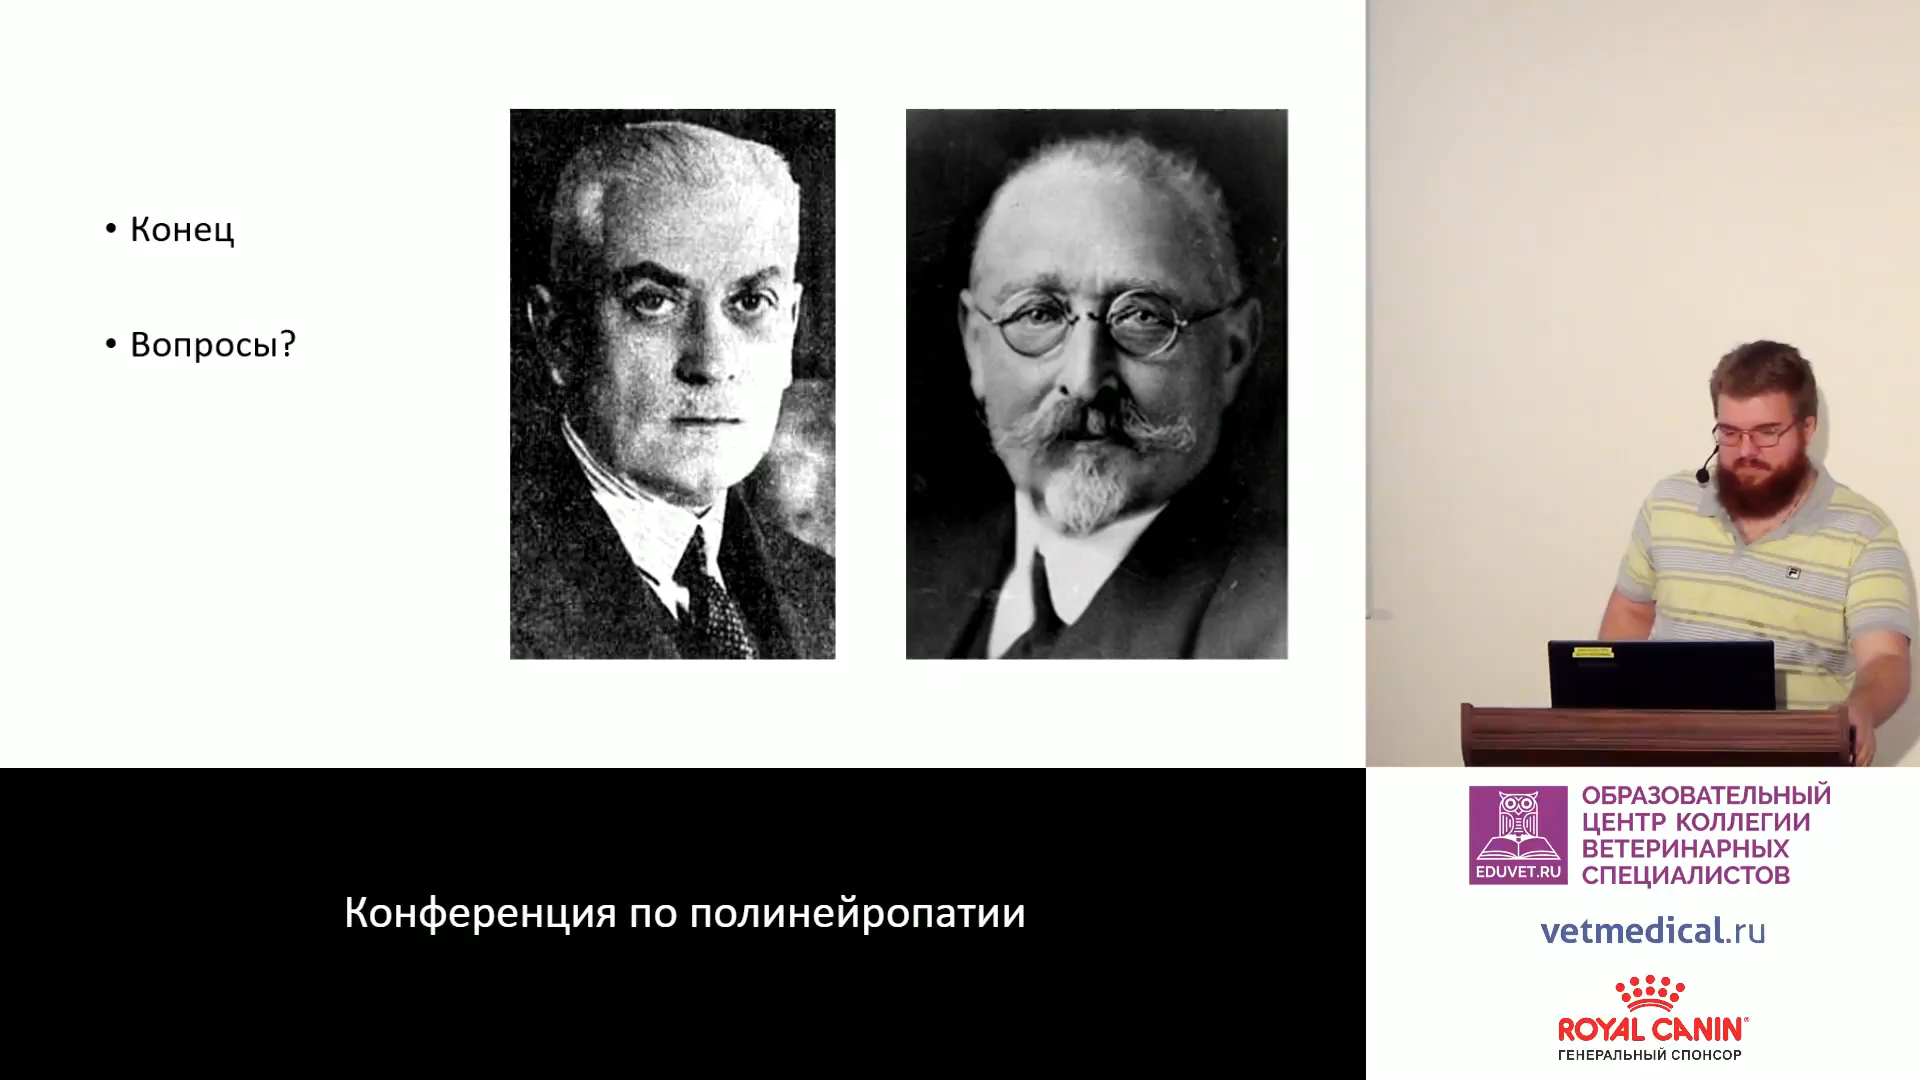 • Конец
• Вопросы?
Конференция по полинейропатии
ОБРАЗОВАТЕЛЬНЫЙ
ЦЕНТР КОЛЛЕГИИ
ВЕТЕРИНАРНЫХ
СПЕЦИАЛИСТОВ
EDUVET.RU
vetmedical.ru
ROYAL CANIN
ГЕНЕРАЛЬНЫЙ СПОНСОР